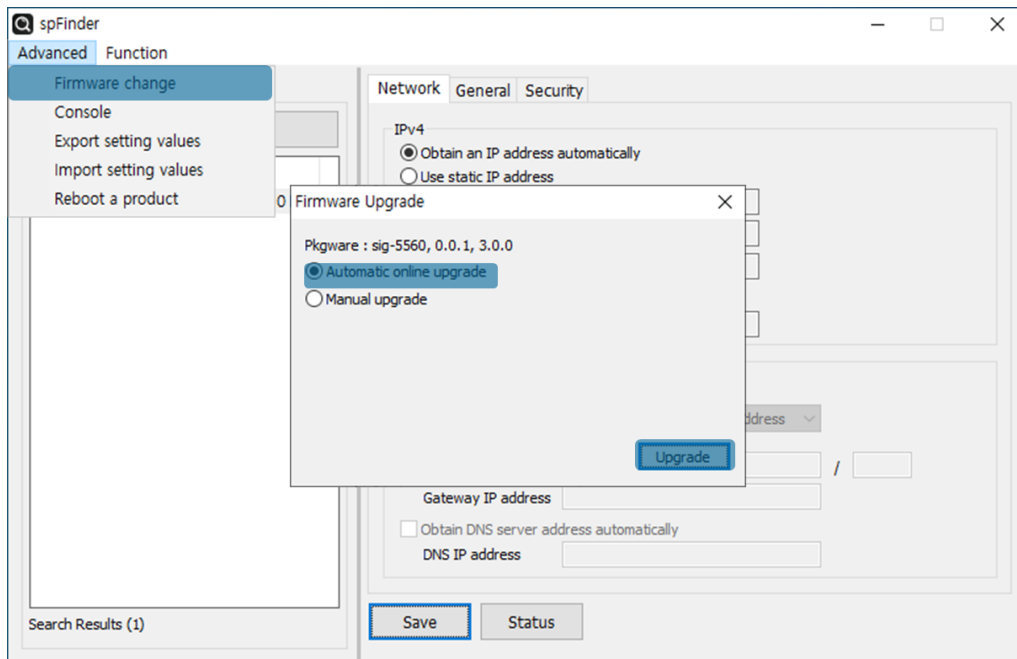 spFinder
Advanced Function
Firmware change
Console
Export setting values
Import setting values
Reboot a product
Search Results (1)
Network General Security
IPv4
Obtain an IP address automatically
Use static IP address
0
Firmware Upgrade
Pkgware : sig-5560, 0.0.1, 3.0.0
Automatic online upgrade
Manual upgrade
Upgrade
/
Gateway IP address
Obtain DNS server address automatically
DNS IP address
Save Status